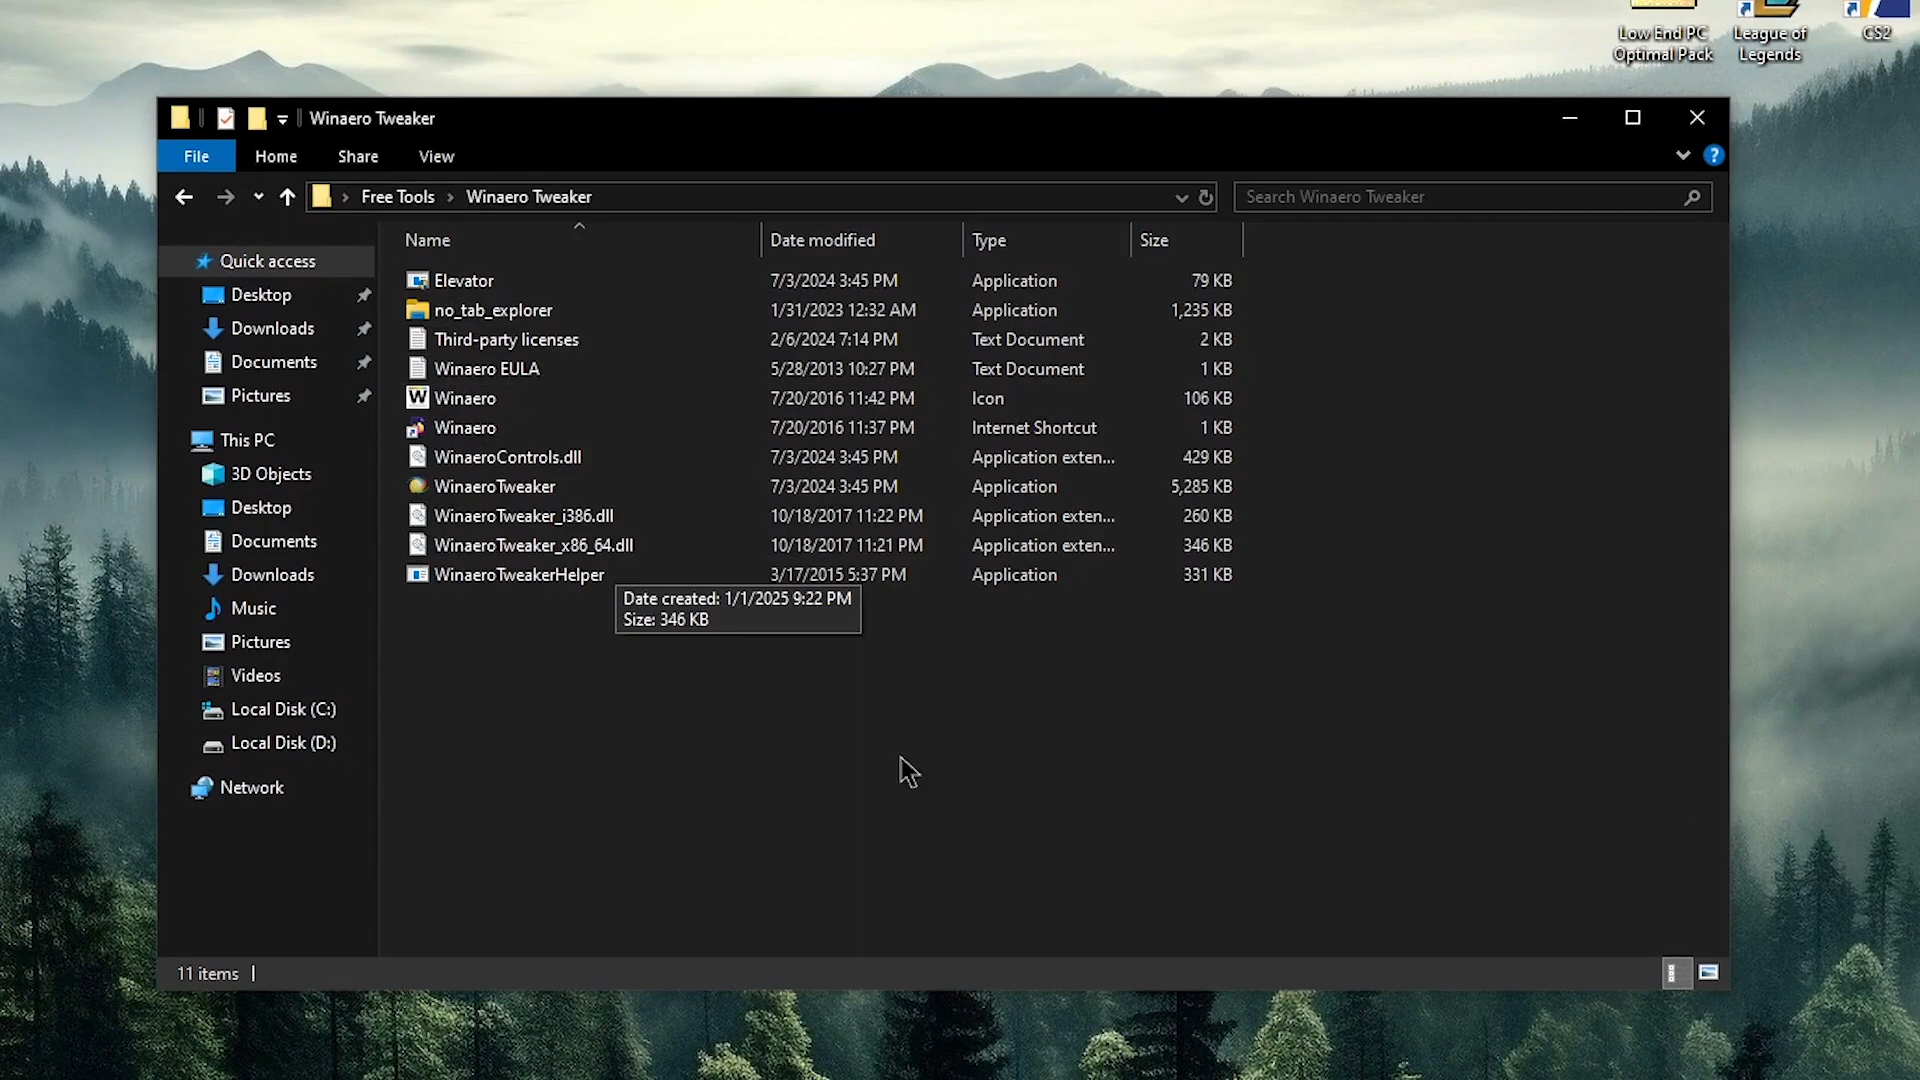 Low End PC
Optimal Pack
League of
Legends
CS2
Winaero Tweaker
File Home Share View
Free Tools Winaero Tweaker
Search Winaero Tweaker
Name Date modified Type Size
Quick access
Desktop
Downloads
Documents
Pictures
This PC
3D Objects
Desktop
Documents
Downloads
Music
Pictures
Videos
Local Disk (C:)
Local Disk (D:)
Network
Elevator 7/3/2024 3:45 PM Application 79 KB
no_tab_explorer 1/31/2023 12:32 AM Application 1,235 KB
Third-party licenses 2/6/2024 7:14 PM Text Document 2 KB
Winaero EULA 5/28/2013 10:27 PM Text Document 1 KB
W Winaero 7/20/2016 11:42 PM Icon 106 KB
Winaero 7/20/2016 11:37 PM Internet Shortcut 1 KB
WinaeroControls.dll 7/3/2024 3:45 PM Application exten... 429 KB
WinaeroTweaker 7/3/2024 3:45 PM Application 5,285 KB
WinaeroTweaker_i386.dll 10/18/2017 11:22 PM Application exten... 260 KB
WinaeroTweaker_x86_64.dll 10/18/2017 11:21 PM Application exten... 346 KB
WinaeroTweakerHelper 3/17/2015 5:37 PM Application 331 KB
Date created: 1/1/2025 9:22 PM
Size: 346 KB
11 items